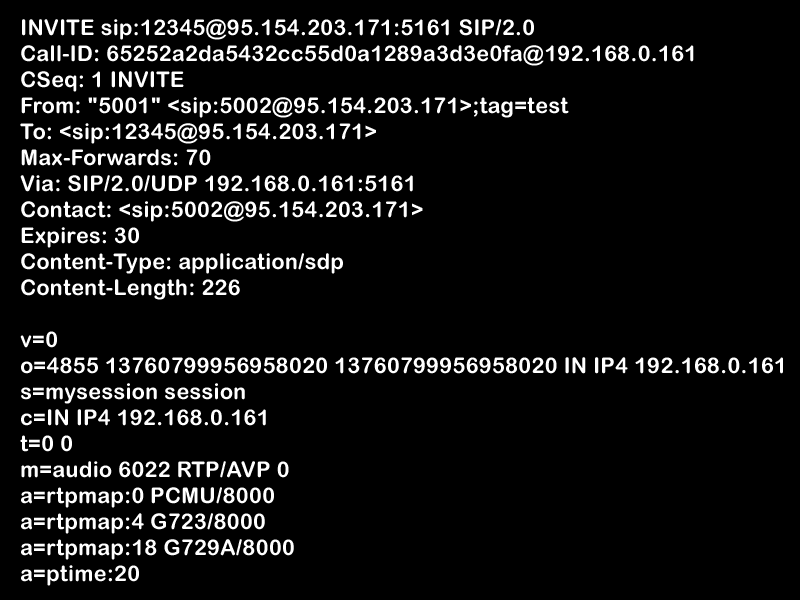 INVITE sip:12345@95.154.203.171:5161 SIP/2.0
Call-ID: 65252a2da5432cc55d0a1289a3d3e0fa@192.168.0.161
CSeq: 1 INVITE
From: "5001" <sip:5002@95.154.203.171>;tag=test
To: <sip:12345@95.154.203.171>
Max-Forwards: 70
Via: SIP/2.0/UDP 192.168.0.161:5161
Contact: <sip:5002@95.154.203.171>
Expires: 30
Content-Type: application/sdp
Content-Length: 226

v=0
o=4855 13760799956958020 13760799956958020 IN IP4 192.168.0.161
s=mysession session
c=IN IP4 192.168.0.161
t=0 0
m=audio 6022 RTP/AVP 0
a=rtpmap:0 PCMU/8000
a=rtpmap:4 G723/8000
a=rtpmap:18 G729A/8000
a=ptime:20